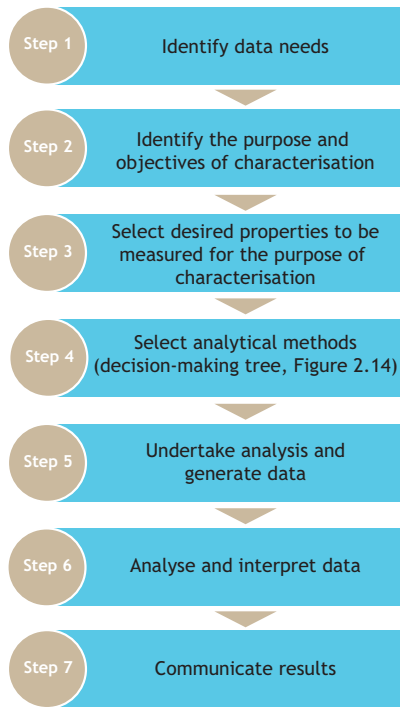 Step 1
Identify data needs
Step 2
Identify the purpose and
objectives of characterisation
Step 3
Select desired properties to be
measured for the purpose of
characterisation
Step 4
Select analytical methods
(decision-making tree, Figure 2.14)
Step 5
Undertake analysis and
generate data
Step 6
Analyse and interpret data
Step 7
Communicate results